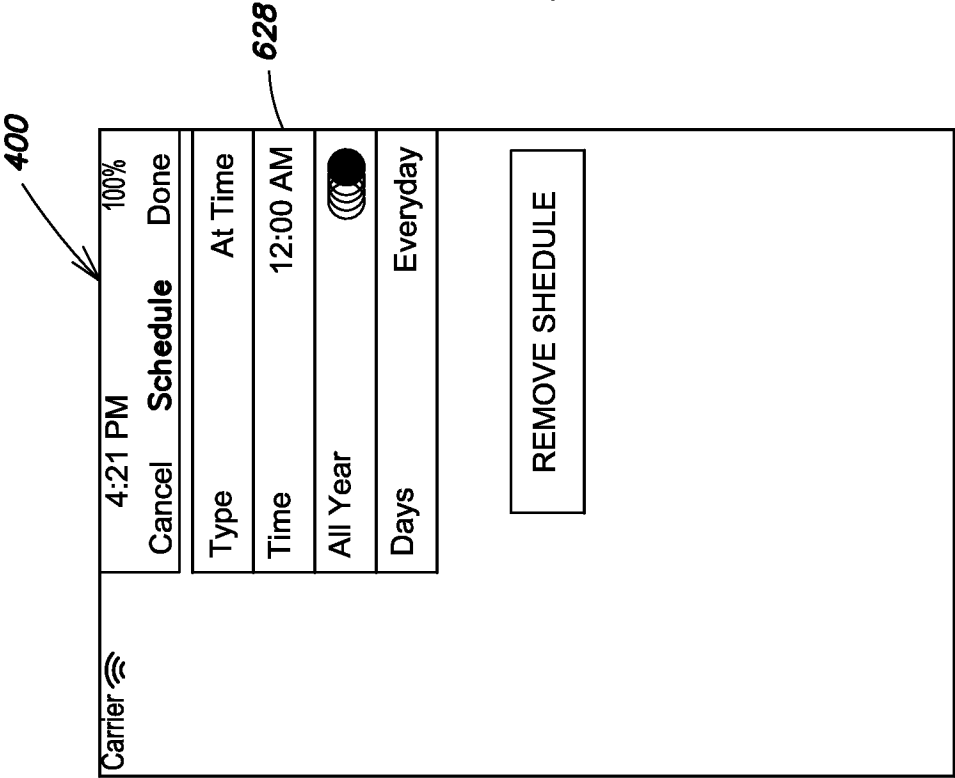 400
Carrier 4:21 PM 100%
Cancel Schedule Done
Type At Time
Time 12:00 AM
628
All Year
Days Everyday
REMOVE SHEDULE